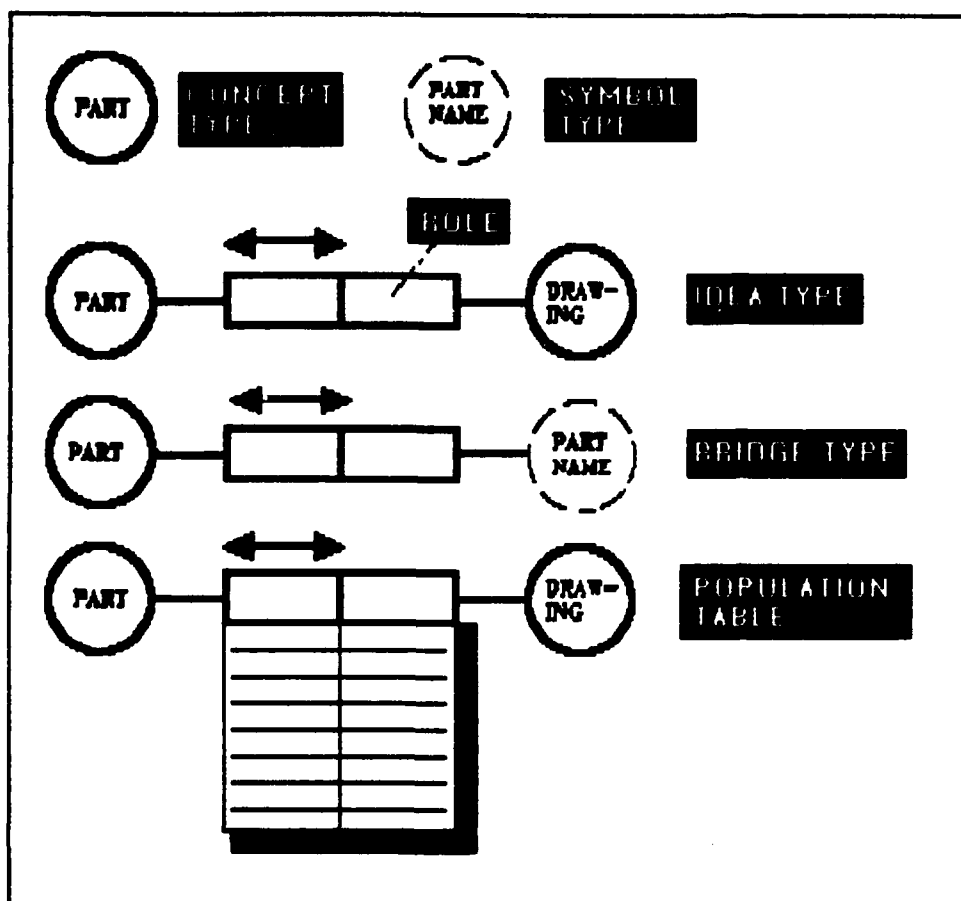 PART
CONCEPT
TYPE
PART
NAME
SYMBOL
TYPE
ROLE
PART
DRAW-
ING
IDEA TYPE
PART
PART
NAME
BRIDGE TYPE
PART
DRAW-
ING
POPULATION
TABLE